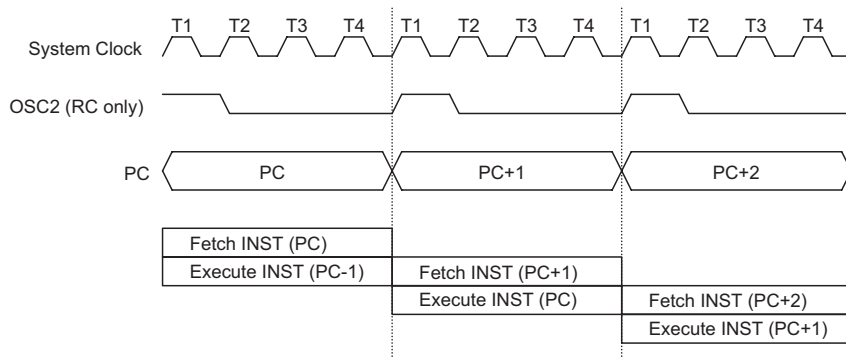 T1 T2 T3 T4 T1 T2 T3 T4 T1 T2 T3 T4
System Clock
OSC2 (RC only)
PC PC PC+1 PC+2
Fetch INST (PC)
Execute INST (PC-1) Fetch INST (PC+1)
Execute INST (PC) Fetch INST (PC+2)
Execute INST (PC+1)